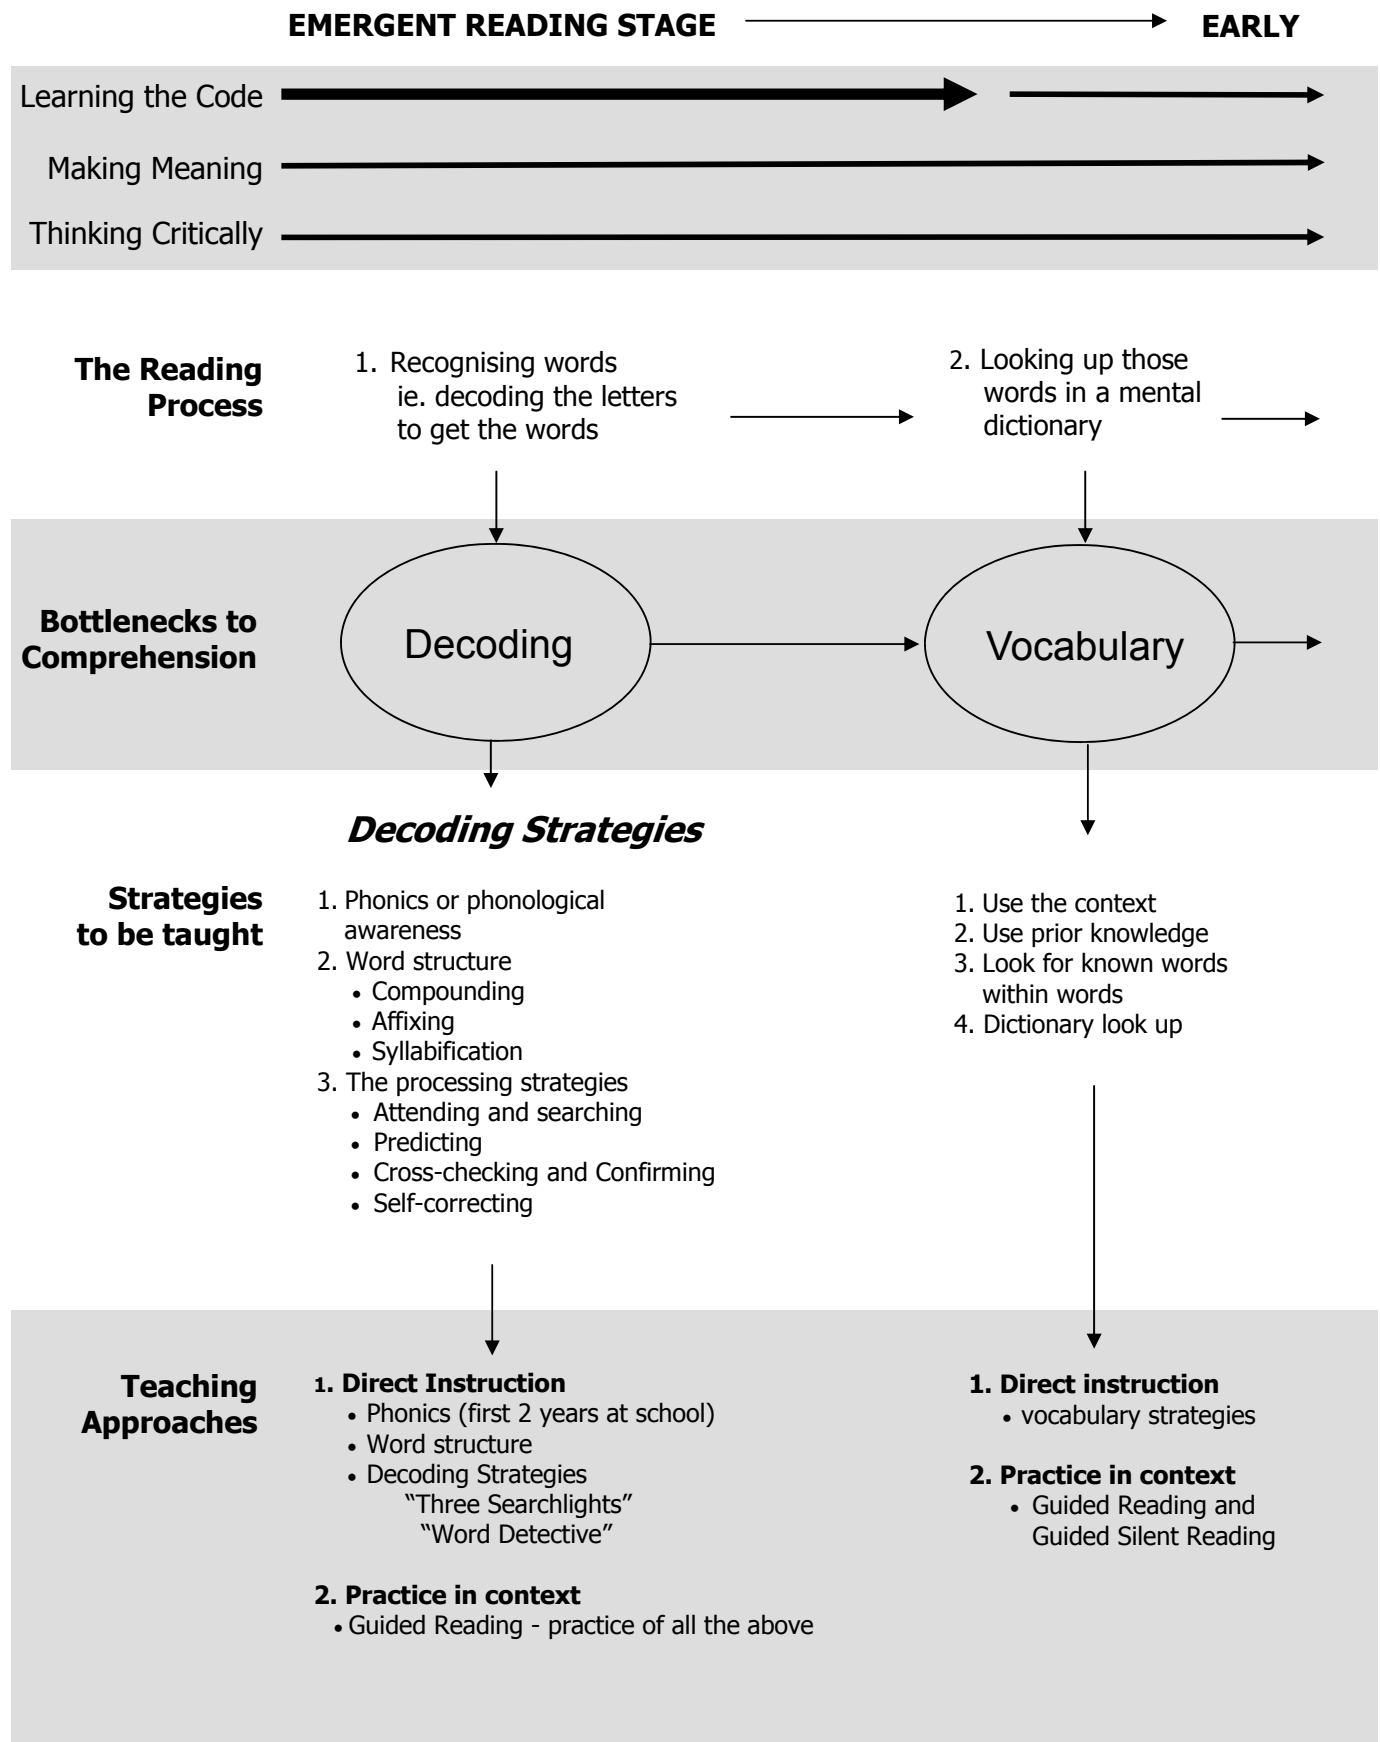 EMERGENT READING STAGE EARLY
Learning the Code
Making Meaning
Thinking Critically
The Reading
Process
1. Recognising words
ie. decoding the letters
to get the words
2. Looking up those
words in a mental
dictionary
Bottlenecks to
Comprehension
Decoding
Vocabulary
Decoding Strategies
Strategies
to be taught
1. Phonics or phonological
awareness
2. Word structure
• Compounding
• Affixing
• Syllabification
3. The processing strategies
• Attending and searching
• Predicting
• Cross-checking and Confirming
• Self-correcting
1. Use the context
2. Use prior knowledge
3. Look for known words
within words
4. Dictionary look up
Teaching
Approaches
1. Direct Instruction
• Phonics (first 2 years at school)
• Word structure
• Decoding Strategies
“Three Searchlights”
“Word Detective”
2. Practice in context
• Guided Reading - practice of all the above
1. Direct instruction
• vocabulary strategies
2. Practice in context
• Guided Reading and
Guided Silent Reading